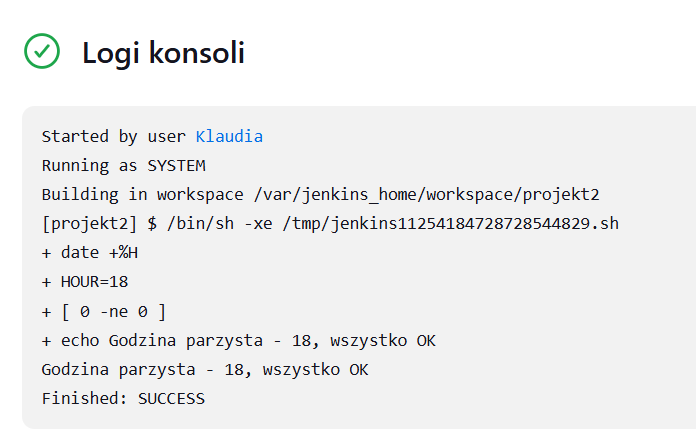 Logi konsoli
Started by user Klaudia
Running as SYSTEM
Building in workspace /var/jenkins_home/workspace/projekt2
[projekt2] $ /bin/sh -xe /tmp/jenkins11254184728728544829.sh
+ date +%H
+ HOUR=18
+ [ 0 -ne 0 ]
+ echo Godzina parzysta - 18, wszystko OK
Godzina parzysta - 18, wszystko OK
Finished: SUCCESS